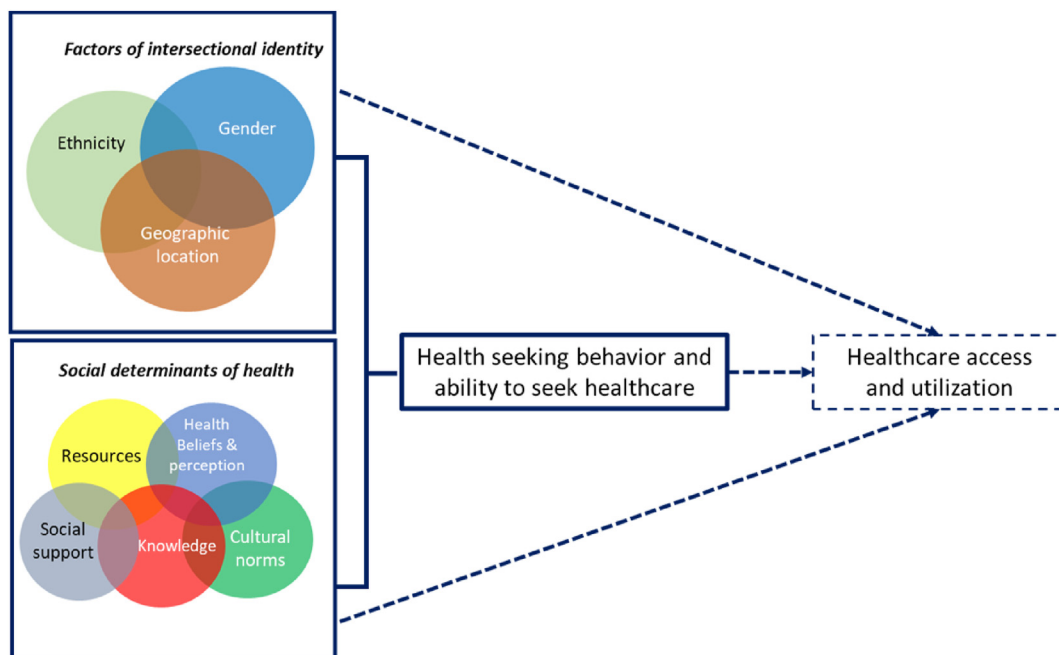 Factors of intersectional identity
Ethnicity
Gender
Geographic
location
Social determinants of health
Resources
Health
Beliefs &
perception
Social
support
Knowledge
Cultural
norms
Health seeking behavior and
ability to seek healthcare
Healthcare access
and utilization